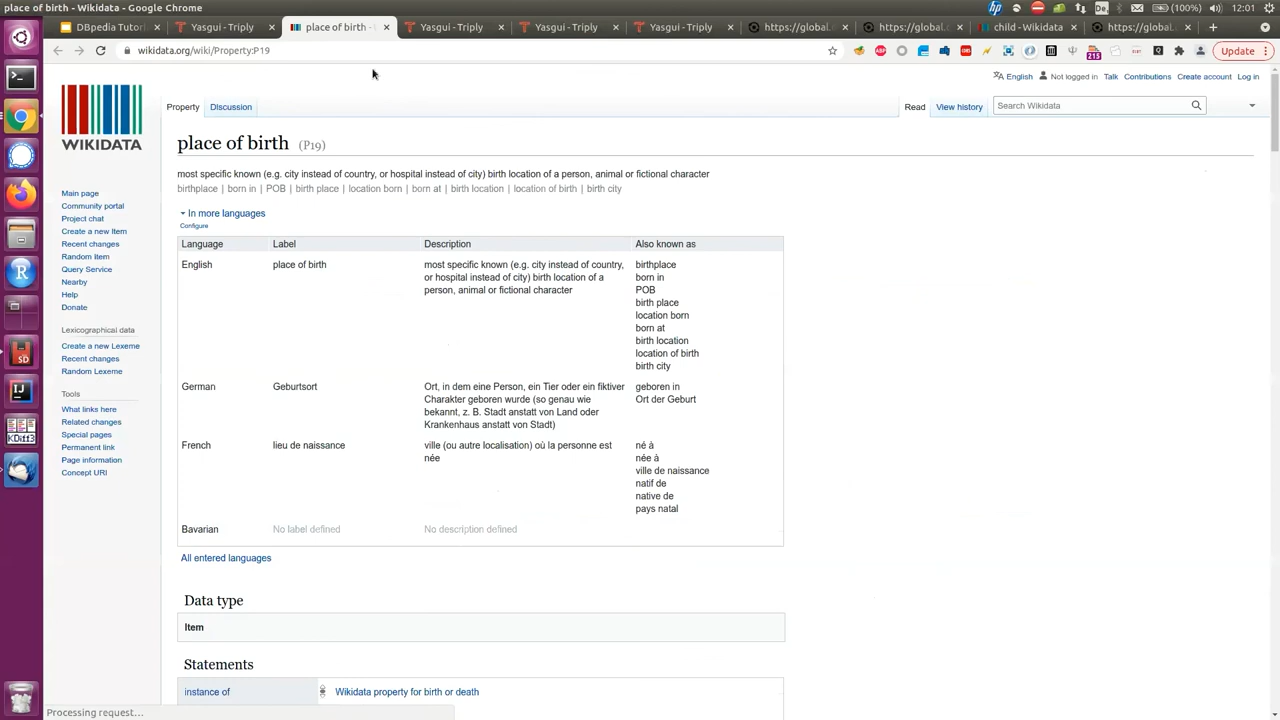 place of birth - Wikidata - Google Chrome
(100%) 12:01
DBpedia Tutoria
Yasgui - Triply
place of birth -
Yasgui - Triply
Yasgui - Triply
Yasgui - Triply
https://global.
https://global.
child - Wikidata
https://global.
wikidata.org/wiki/Property:P19
ABP
215
Update
English Not logged in Talk Contributions Create account Log in
Property Discussion Read View history Search Wikidata
WIKIDATA
Main page
Community portal
Project chat
Create a new Item
Recent changes
Random item
Query Service
Nearby
Help
Donate
Lexicographical data
Create a new Lexeme
Recent changes
Random Lexeme
Tools
What links here
Related changes
Special pages
Permanent link
Page information
Concept URI
place of birth (P19)
most specific known (e.g. city instead of country, or hospital instead of city) birth location of a person, animal or fictional character
birthplace | born in | POB | birth place | location born | born at | birth location | location of birth | birth city
In more languages
Configure
Language Label Description Also known as
English place of birth most specific known (e.g. city instead of country,
or hospital instead of city) birth location of a
person, animal or fictional character
birthplace
born in
POB
birth place
location born
born at
birth location
location of birth
birth city
German Geburtsort Ort, in dem eine Person, ein Tier oder ein fiktiver
Charakter geboren wurde (so genau wie
bekannt, z. B. Stadt anstatt von Land oder
Krankenhaus anstatt von Stadt)
geboren in
Ort der Geburt
French lieu de naissance ville (ou autre localisation) où la personne est
née
né à
née à
ville de naissance
natif de
native de
pays natal
Bavarian No label defined No description defined
All entered languages
Data type
Item
Statements
instance of Wikidata property for birth or death
Processing request…